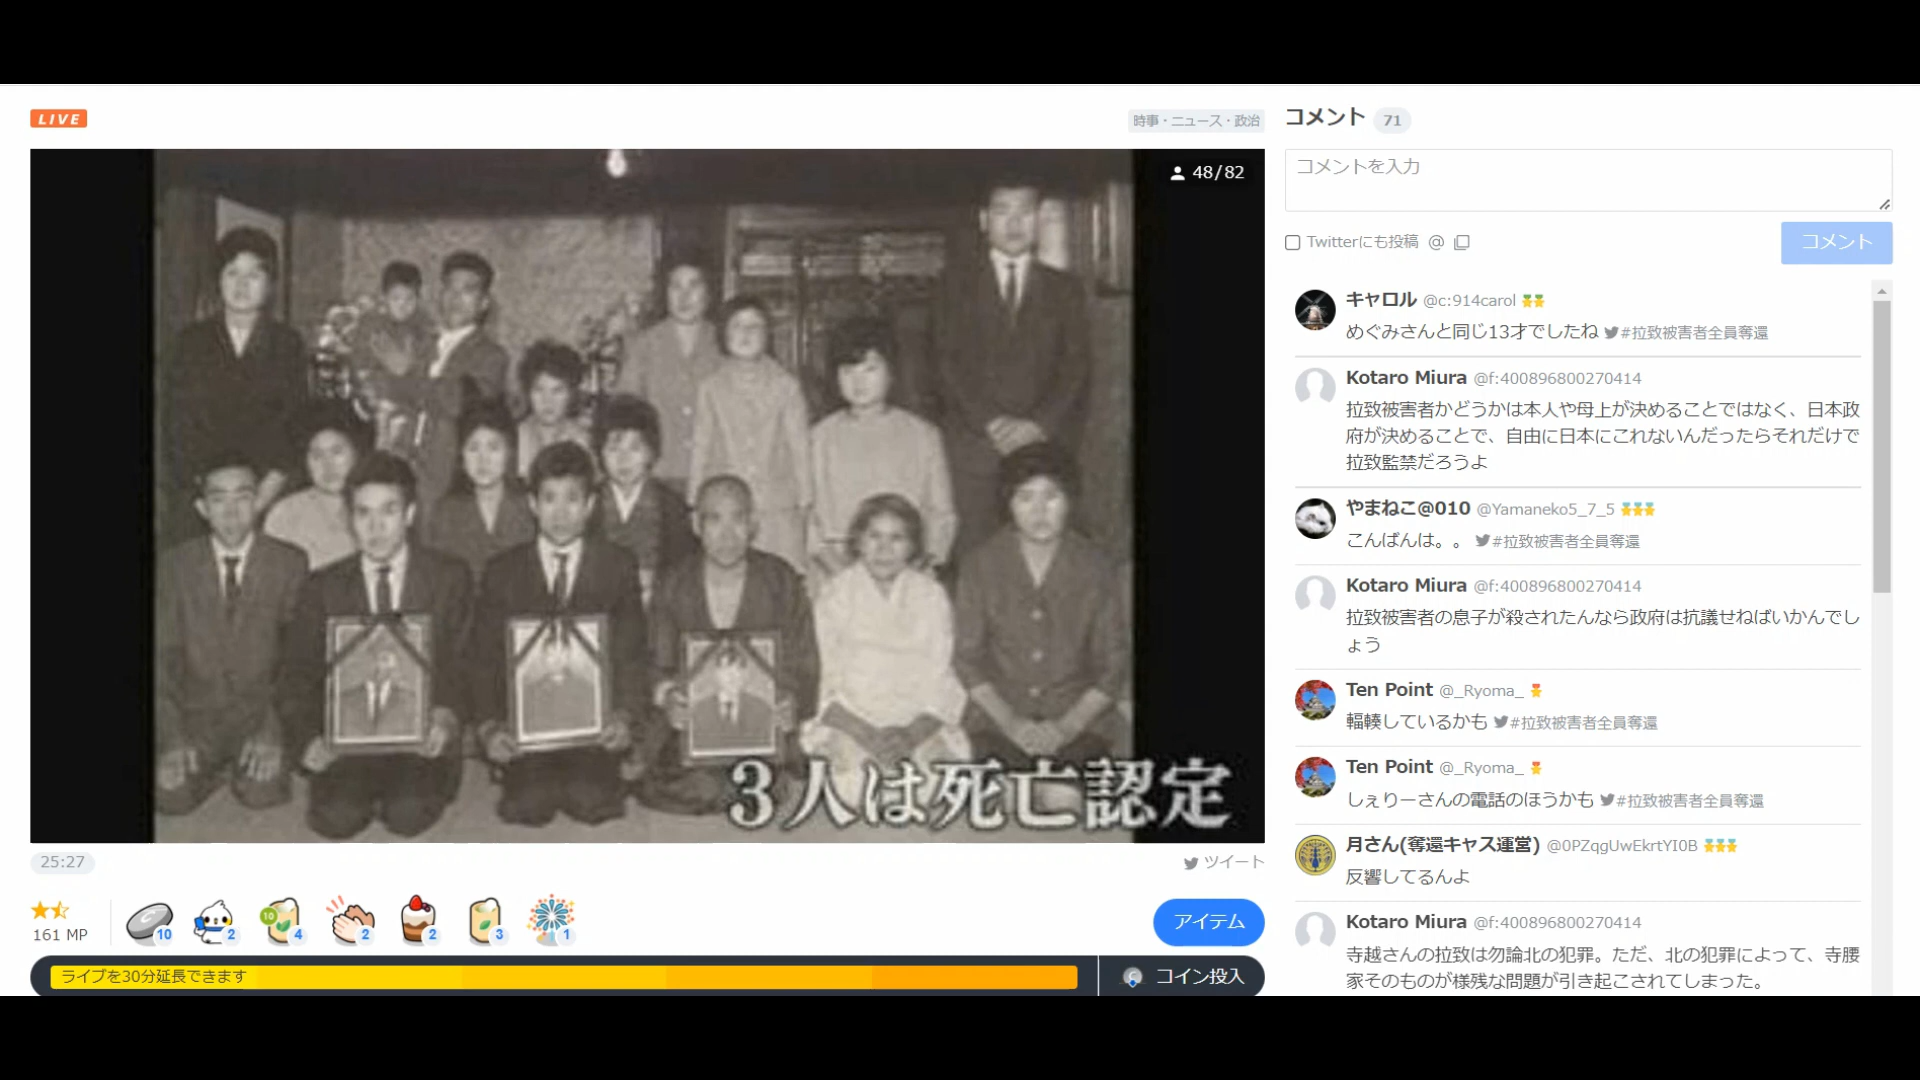 LIVE
時事・ニュース・政治
48/82
3人は死亡認定
25:27
ツイート
161 MP
10
2
10
4
2
2
3
1
アイテム
ライブを30分延長できます
コイン投入
コメント 71
コメントを入力
Twitterにも投稿 @
コメント
キャロル @c:914carol
めぐみさんと同じ13才でしたね #拉致被害者全員奪還
Kotaro Miura @f:400896800270414
拉致被害者かどうかは本人や母上が決めることではなく、日本政
府が決めることで、自由に日本にこれないんだったらそれだけで
拉致監禁だろうよ
やまねこ@010 @Yamaneko5_7_5
こんばんは。。 #拉致被害者全員奪還
Kotaro Miura @f:400896800270414
拉致被害者の息子が殺されたんなら政府は抗議せねばいかんでし
ょう
Ten Point @_Ryoma_
輻輳しているかも #拉致被害者全員奪還
Ten Point @_Ryoma_
しぇりーさんの電話のほうかも #拉致被害者全員奪還
月さん(奪還キャス運営) @0PZqgUwEkrtYI0B
反響してるんよ
Kotaro Miura @f:400896800270414
寺越さんの拉致は勿論北の犯罪。ただ、北の犯罪によって、寺腰
家そのものが様残な問題が引き起こされてしまった。